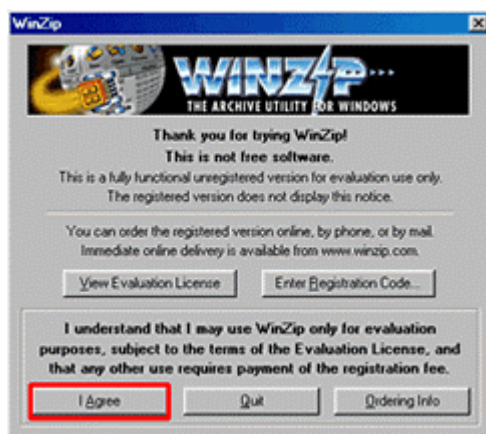 WinZip
WINZIP
THE ARCHIVE UTILITY FOR WINDOWS
Thank you for trying WinZip!
This is not free software.
This is a fully functional unregistered version for evaluation use only.
The registered version does not display this notice.
You can order the registered version online, by phone, or by mail.
Immediate online delivery is available from www.winzip.com.
View Evaluation License
Enter Registration Code...
I understand that I may use WinZip only for evaluation
purposes, subject to the terms of the Evaluation License, and
that any other use requires payment of the registration fee.
I Agree
Quit
Ordering Info